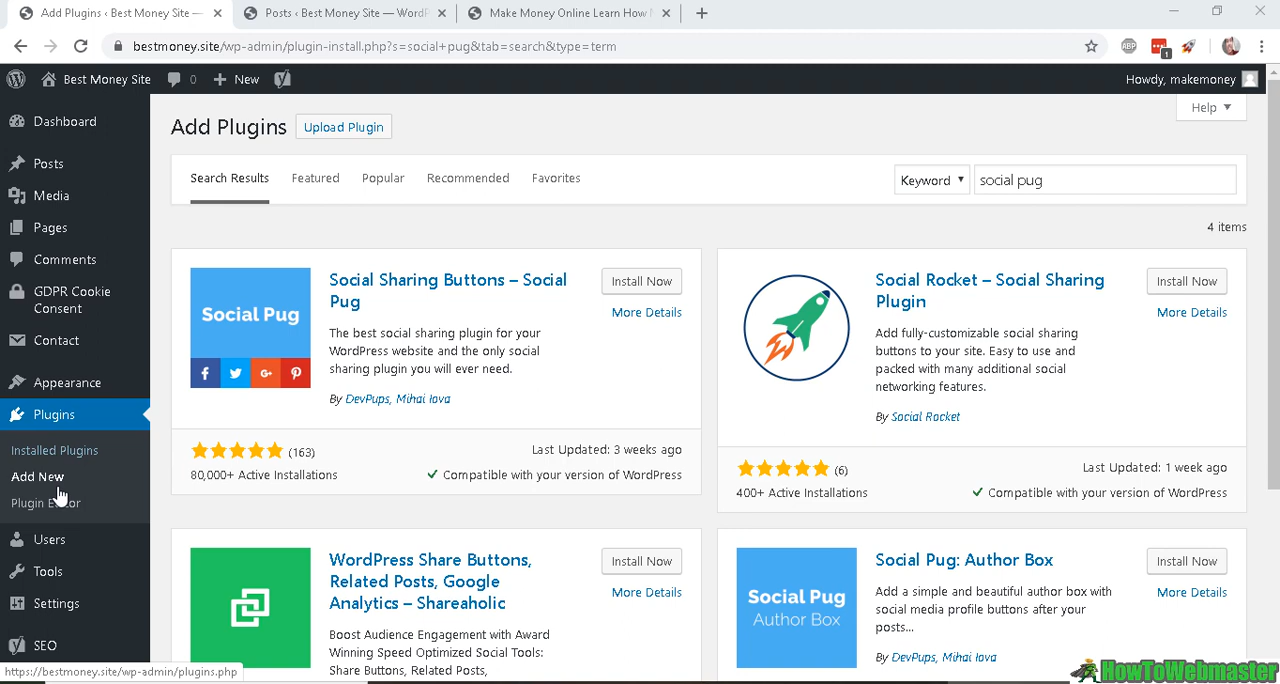 Add Plugins ‹ Best Money Site —
Posts ‹ Best Money Site — WordP
Make Money Online Learn How
bestmoney.site/wp-admin/plugin-install.php?s=social+pug&tab=search&type=term
ABP
1
Best Money Site
0
New
Howdy, makemoney
Dashboard
Posts
Media
Pages
Comments
GDPR Cookie
Consent
Contact
Appearance
Plugins
Installed Plugins
Add New
Plugin Editor
Users
Tools
Settings
SEO
https://bestmoney.site/wp-admin/plugins.php
Help
Add Plugins
Upload Plugin
Search Results
Featured
Popular
Recommended
Favorites
Keyword
social pug
4 items
Social Pug
Social Sharing Buttons – Social
Pug
Install Now
More Details
The best social sharing plugin for your
WordPress website and the only social
sharing plugin you will ever need.
By DevPups, Mihai Iova
(163)
Last Updated: 3 weeks ago
80,000+ Active Installations
Compatible with your version of WordPress
Social Rocket – Social Sharing
Plugin
Install Now
More Details
Add fully-customizable social sharing
buttons to your site. Easy to use and
packed with many additional social
networking features.
By Social Rocket
(6)
Last Updated: 1 week ago
400+ Active Installations
Compatible with your version of WordPress
WordPress Share Buttons,
Related Posts, Google
Analytics – Shareaholic
Install Now
More Details
Boost Audience Engagement with Award
Winning Speed Optimized Social Tools:
Share Buttons, Related Posts,
Social Pug
Author Box
Social Pug: Author Box
Install Now
More Details
Add a simple and beautiful author box with
social media profile buttons after your
posts...
By DevPups, Mihai Iova
HowToWebmaster